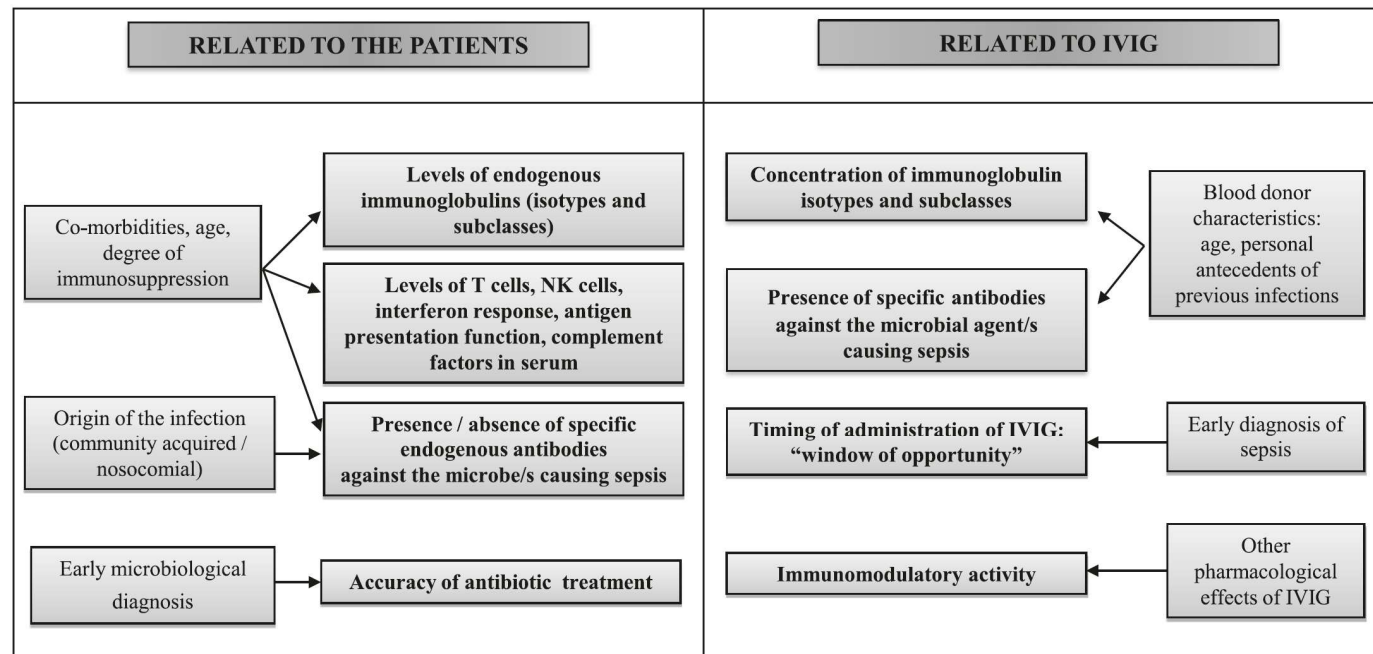 RELATED TO THE PATIENTS
RELATED TO IVIG
Co-morbidities, age,
degree of
immunosuppression
Levels of endogenous
immunoglobulins (isotypes and
subclasses)
Levels of T cells, NK cells,
interferon response, antigen
presentation function, complement
factors in serum
Origin of the infection
(community acquired /
nosocomial)
Presence / absence of specific
endogenous antibodies
against the microbe/s causing sepsis
Early microbiological
diagnosis
Accuracy of antibiotic treatment
Concentration of immunoglobulin
isotypes and subclasses
Presence of specific antibodies
against the microbial agent/s
causing sepsis
Blood donor
characteristics:
age, personal
antecedents of
previous infections
Timing of administration of IVIG:
“window of opportunity”
Early diagnosis of
sepsis
Immunomodulatory activity
Other
pharmacological
effects of IVIG